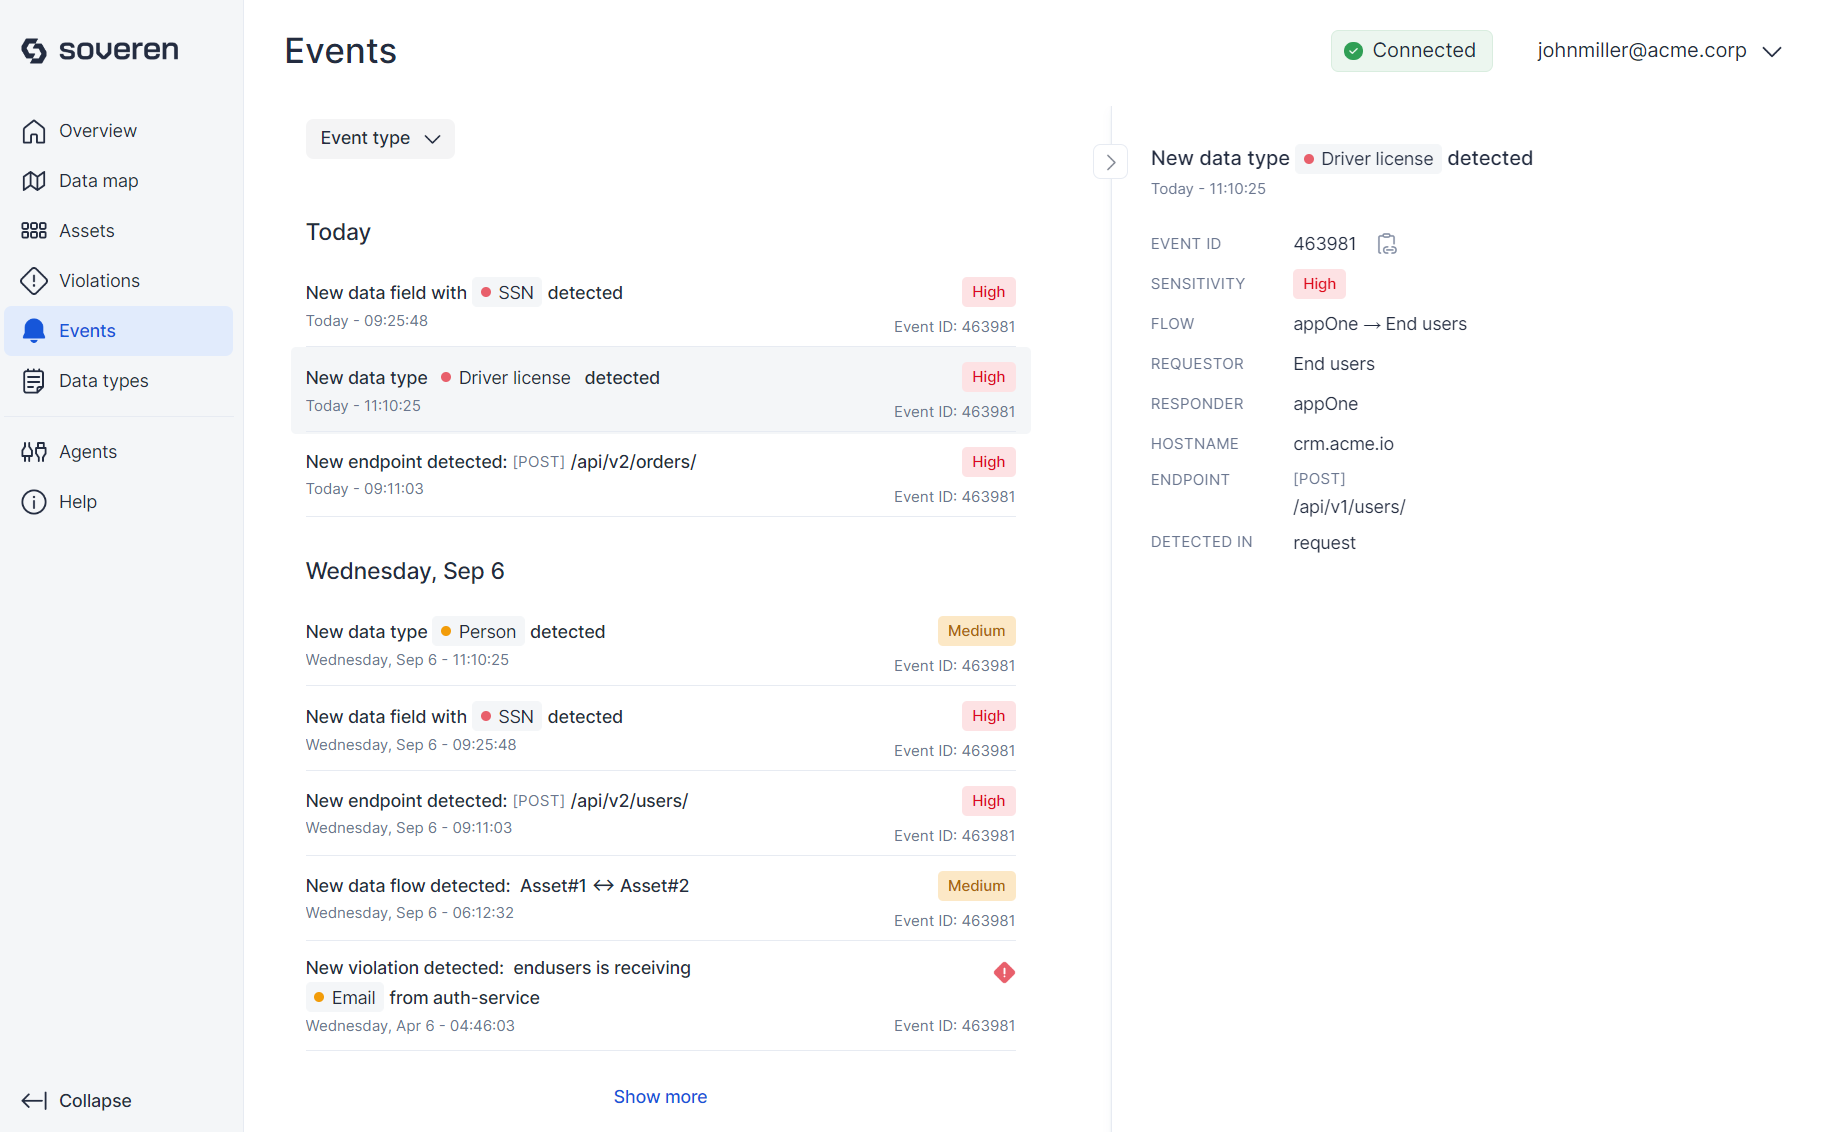 soveren
Overview
Data map
Assets
Violations
Events
Data types
Agents
Help
Collapse
Events
Connected
johnmiller@acme.corp
Event type
Today
New data field with SSN detected
High
Today - 09:25:48
Event ID: 463981
New data type Driver license detected
High
Today - 11:10:25
Event ID: 463981
New endpoint detected: [POST] /api/v2/orders/
High
Today - 09:11:03
Event ID: 463981
Wednesday, Sep 6
New data type Person detected
Medium
Wednesday, Sep 6 - 11:10:25
Event ID: 463981
New data field with SSN detected
High
Wednesday, Sep 6 - 09:25:48
Event ID: 463981
New endpoint detected: [POST] /api/v2/users/
High
Wednesday, Sep 6 - 09:11:03
Event ID: 463981
New data flow detected: Asset#1 ↔ Asset#2
Medium
Wednesday, Sep 6 - 06:12:32
Event ID: 463981
New violation detected: endusers is receiving
Email from auth-service
Wednesday, Apr 6 - 04:46:03
Event ID: 463981
Show more
New data type Driver license detected
Today - 11:10:25
EVENT ID 463981
SENSITIVITY High
FLOW appOne → End users
REQUESTOR End users
RESPONDER appOne
HOSTNAME crm.acme.io
ENDPOINT [POST]
/api/v1/users/
DETECTED IN request